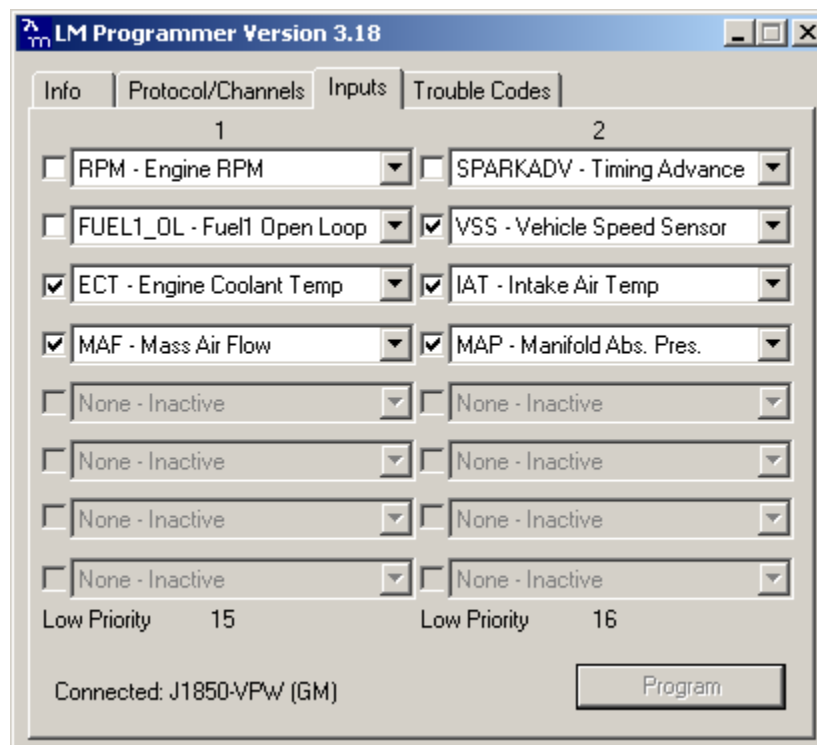 LM Programmer Version 3.18
Info Protocol/Channels Inputs Trouble Codes
1 2
RPM - Engine RPM SPARKADV - Timing Advance
FUEL1_OL - Fuel1 Open Loop VSS - Vehicle Speed Sensor
ECT - Engine Coolant Temp IAT - Intake Air Temp
MAF - Mass Air Flow MAP - Manifold Abs. Pres.
None - Inactive None - Inactive
None - Inactive None - Inactive
None - Inactive None - Inactive
None - Inactive None - Inactive
Low Priority 15 Low Priority 16
Connected: J1850-VPW (GM) Program